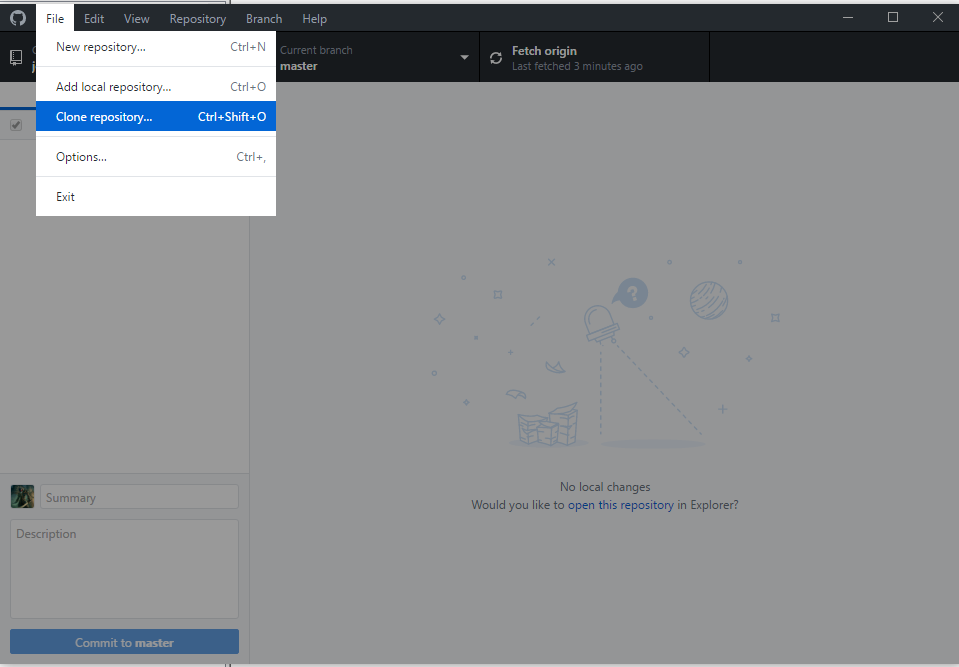 File Edit View Repository Branch Help
New repository... Ctrl+N
Add local repository... Ctrl+O
Clone repository... Ctrl+Shift+O
Options... Ctrl+,
Exit
Current branch
master
Fetch origin
Last fetched 3 minutes ago
?
No local changes
Would you like to open this repository in Explorer?
Summary
Description
Commit to master